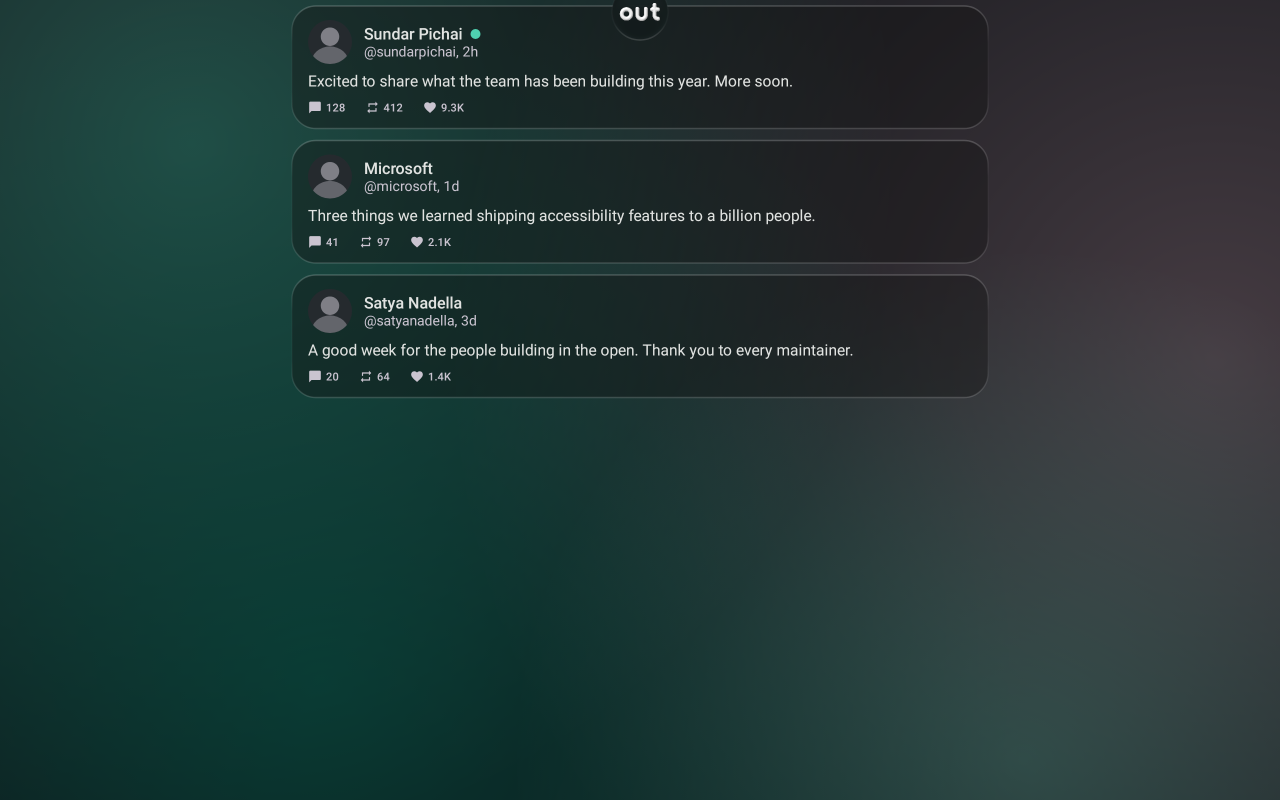 out
Sundar Pichai
@sundarpichai, 2h
Excited to share what the team has been building this year. More soon.
128 412 9.3K
Microsoft
@microsoft, 1d
Three things we learned shipping accessibility features to a billion people.
41 97 2.1K
Satya Nadella
@satyanadella, 3d
A good week for the people building in the open. Thank you to every maintainer.
20 64 1.4K